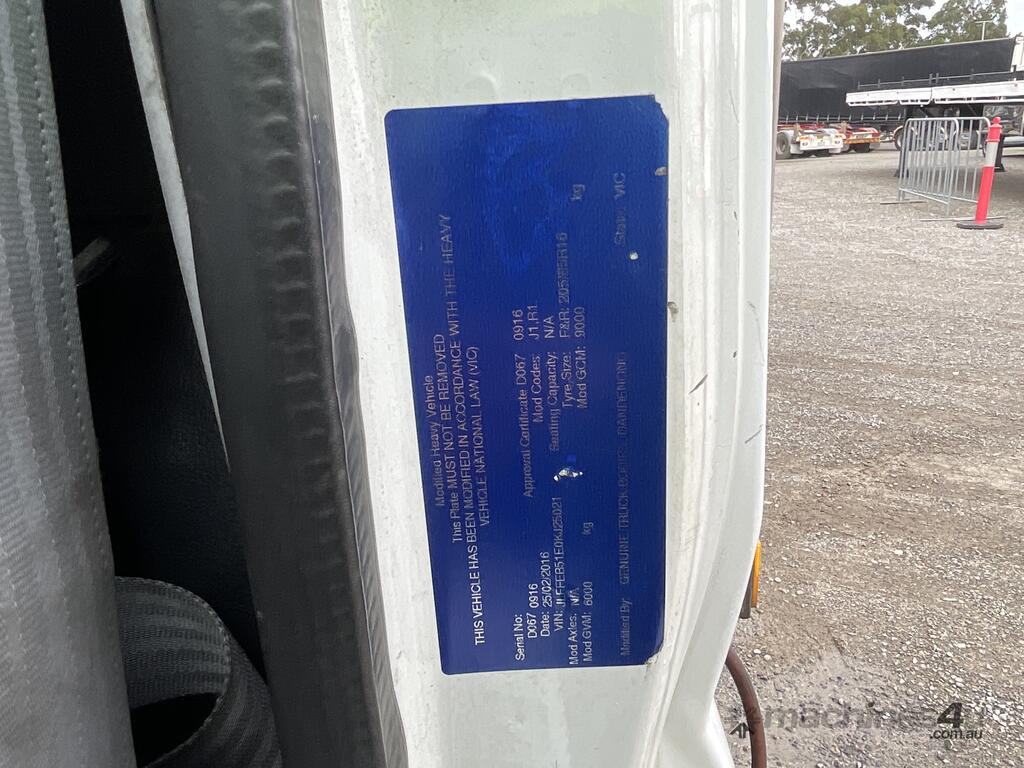 Modified Heavy Vehicle
This Plate MUST NOT BE REMOVED
THIS VEHICLE HAS BEEN MODIFIED IN ACCORDANCE WITH THE HEAVY
VEHICLE NATIONAL LAW (VIC)
Serial No:
D067 0916 Approval Certificate D067 0916
Date: 25/02/2016 Mod Codes: J1,R1
VIN: Seating Capacity: N/A
Mod Axles: N/A Tyre Size: F&R: 205/85R16
Mod GVM: 6000 kg Mod GCM: 9000 kg
Modified By: GENUINE TRUCK BODIES, DANDENONG State: VIC
machines4u
.com.au